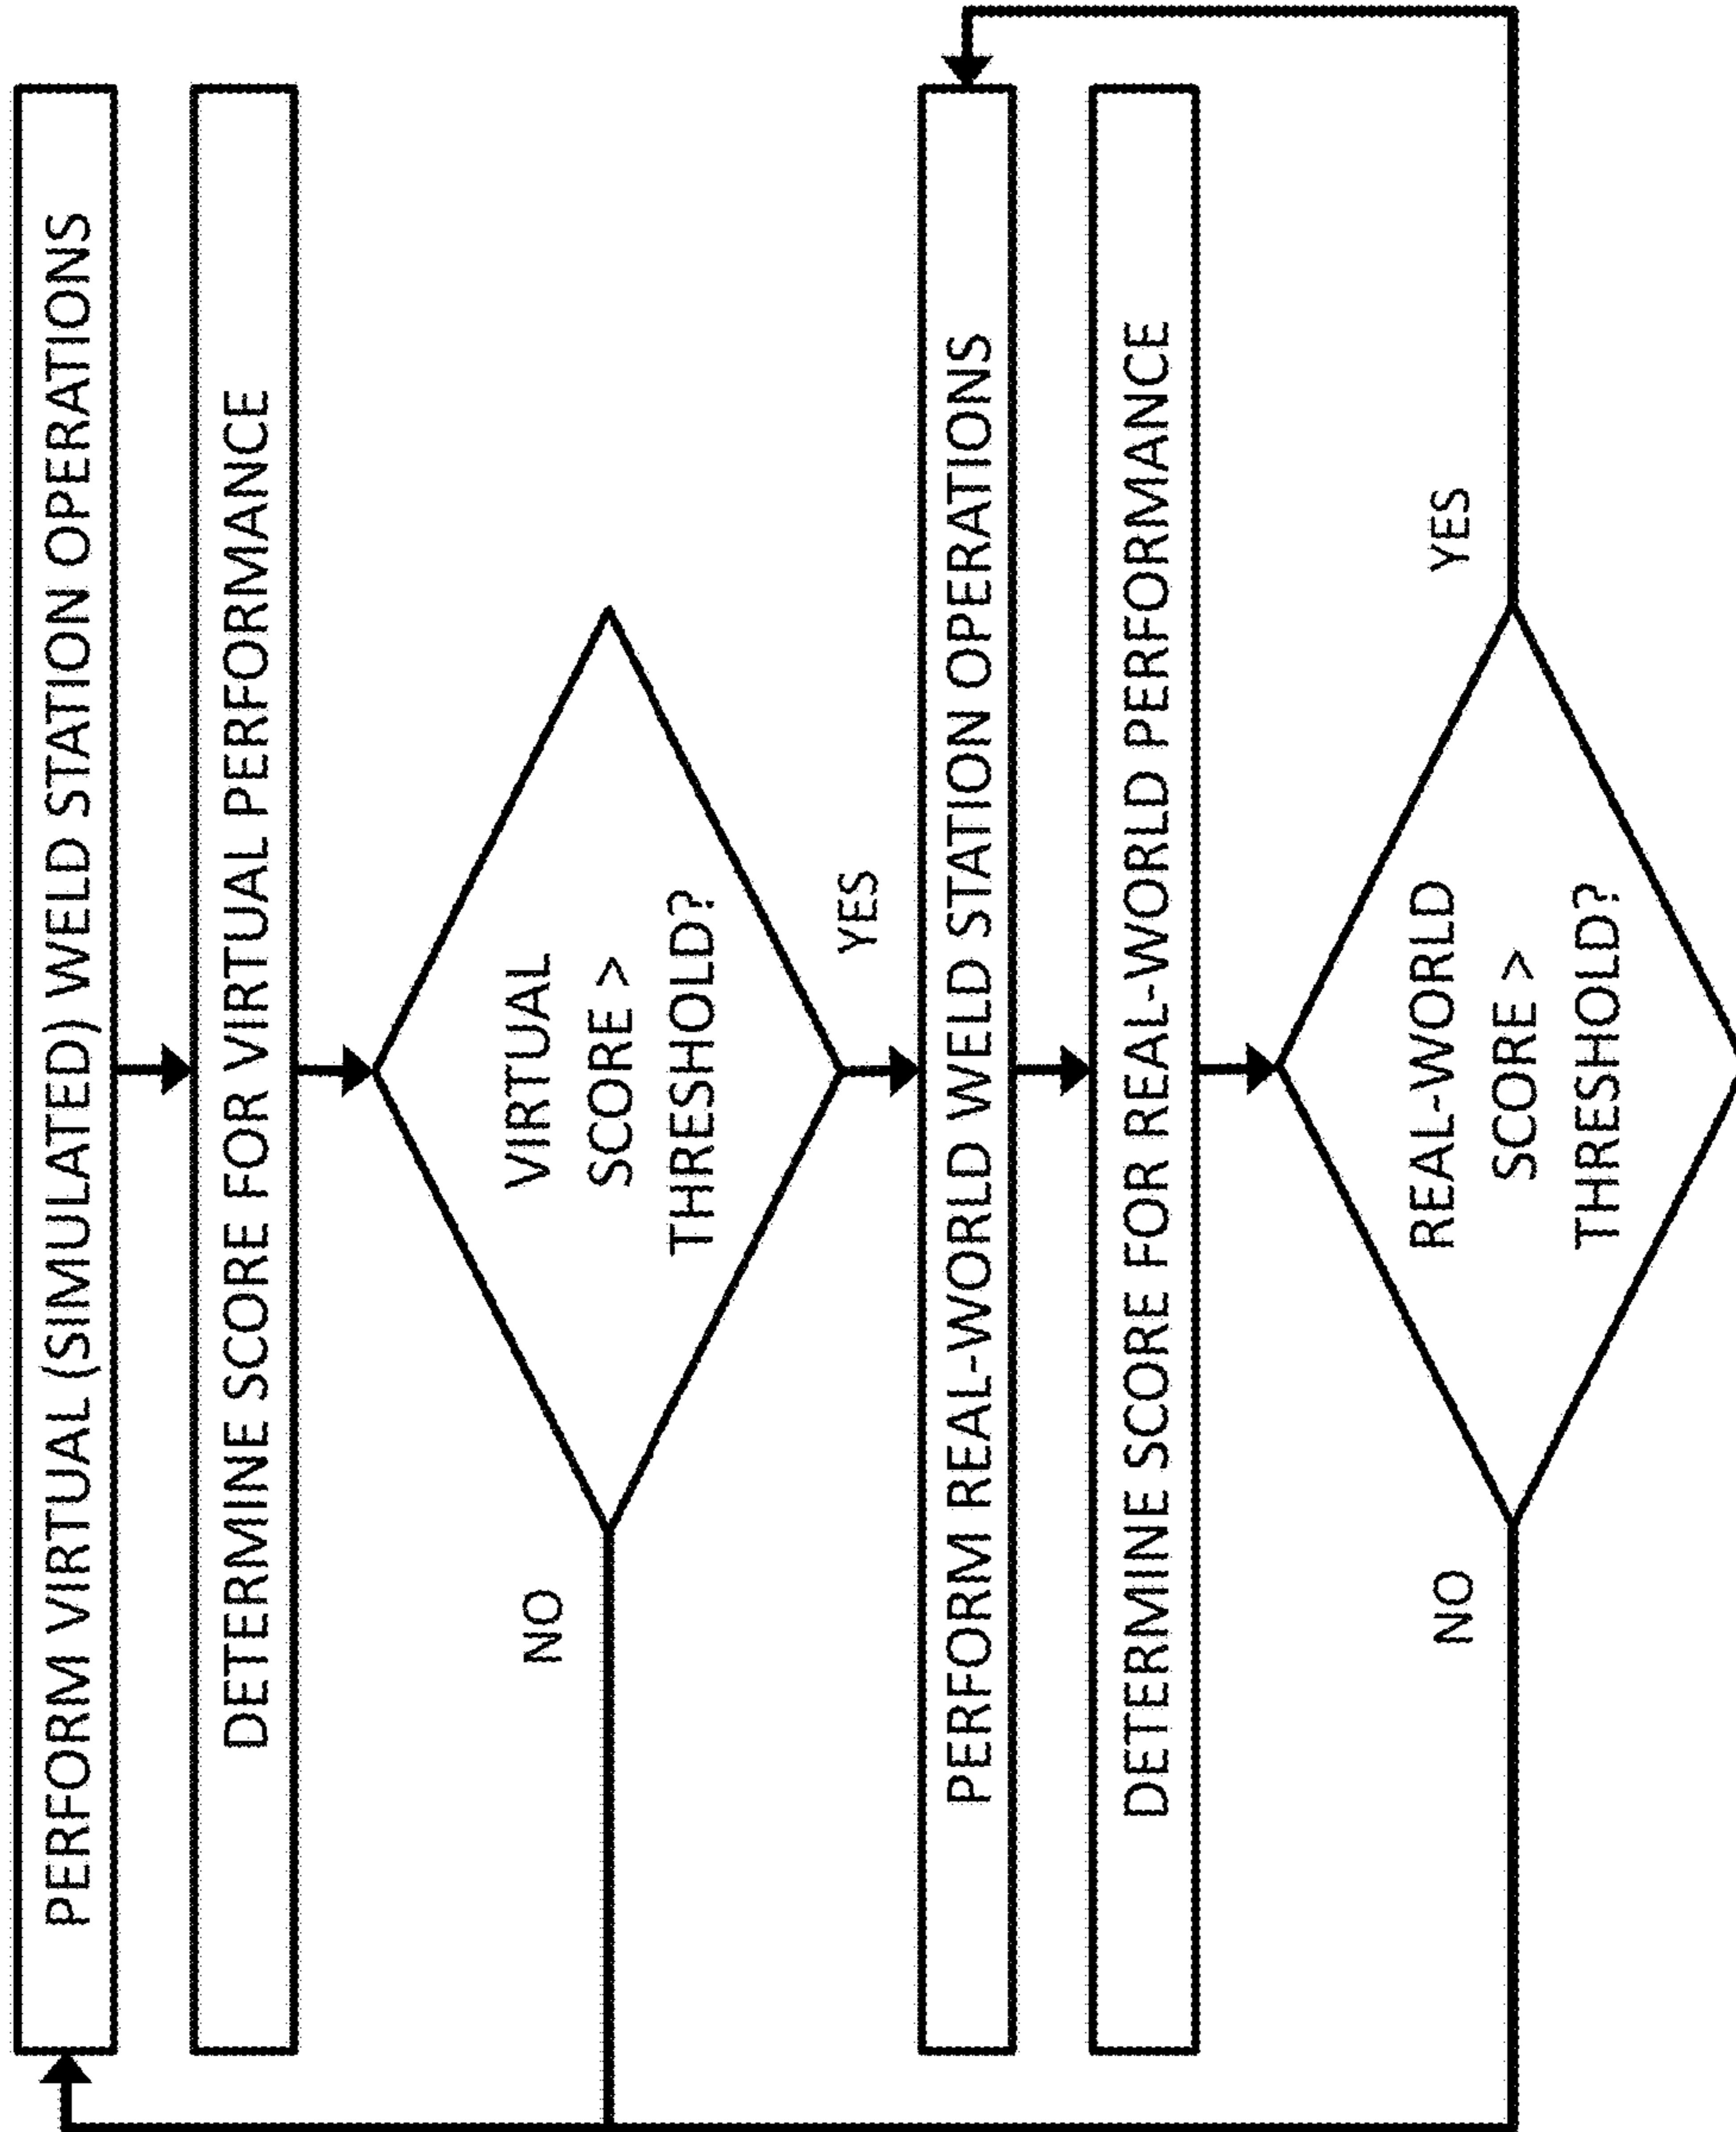 PERFORM VIRTUAL (SIMULATED) WELD STATION OPERATIONS
DETERMINE SCORE FOR VIRTUAL PERFORMANCE
VIRTUAL
SCORE >
THRESHOLD?
NO
YES
PERFORM REAL-WORLD WELD STATION OPERATIONS
DETERMINE SCORE FOR REAL-WORLD PERFORMANCE
REAL-WORLD
SCORE >
THRESHOLD?
NO
YES